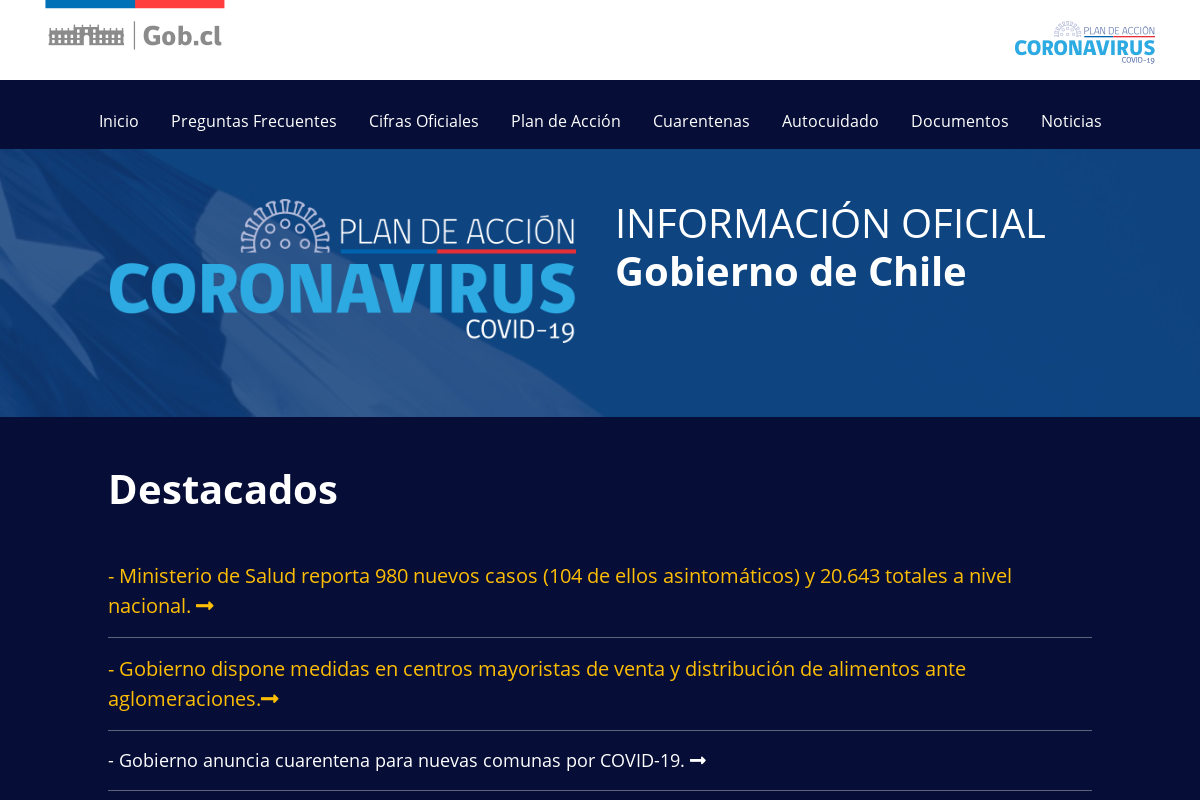 Gob.cl
PLAN DE ACCIÓN
CORONAVIRUS
COVID-19
Inicio Preguntas Frecuentes Cifras Oficiales Plan de Acción Cuarentenas Autocuidado Documentos Noticias
PLAN DE ACCIÓN
CORONAVIRUS
COVID-19
INFORMACIÓN OFICIAL
Gobierno de Chile
Destacados
- Ministerio de Salud reporta 980 nuevos casos (104 de ellos asintomáticos) y 20.643 totales a nivel
nacional.
- Gobierno dispone medidas en centros mayoristas de venta y distribución de alimentos ante
aglomeraciones.
- Gobierno anuncia cuarentena para nuevas comunas por COVID-19.